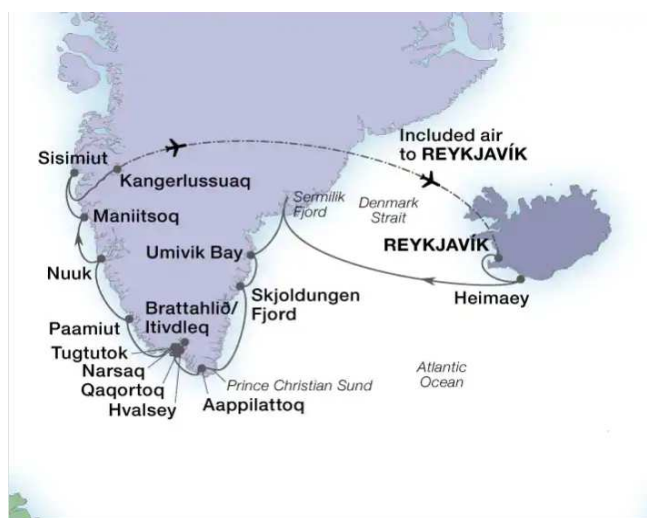 Included air
to REYKJAVÍK
Sisimiut
Kangerlussuaq
Sermilik
Fjord
Denmark
Strait
Maniitsoq
REYKJAVÍK
Umivik Bay
Nuuk
Skjoldungen
Fjord
Heimaey
Brattahlið/
Itivdleq
Paamiut
Tugtutok
Narsaq
Qaqortoq
Hvalsey
Prince Christian Sund
Aappilattoq
Atlantic
Ocean